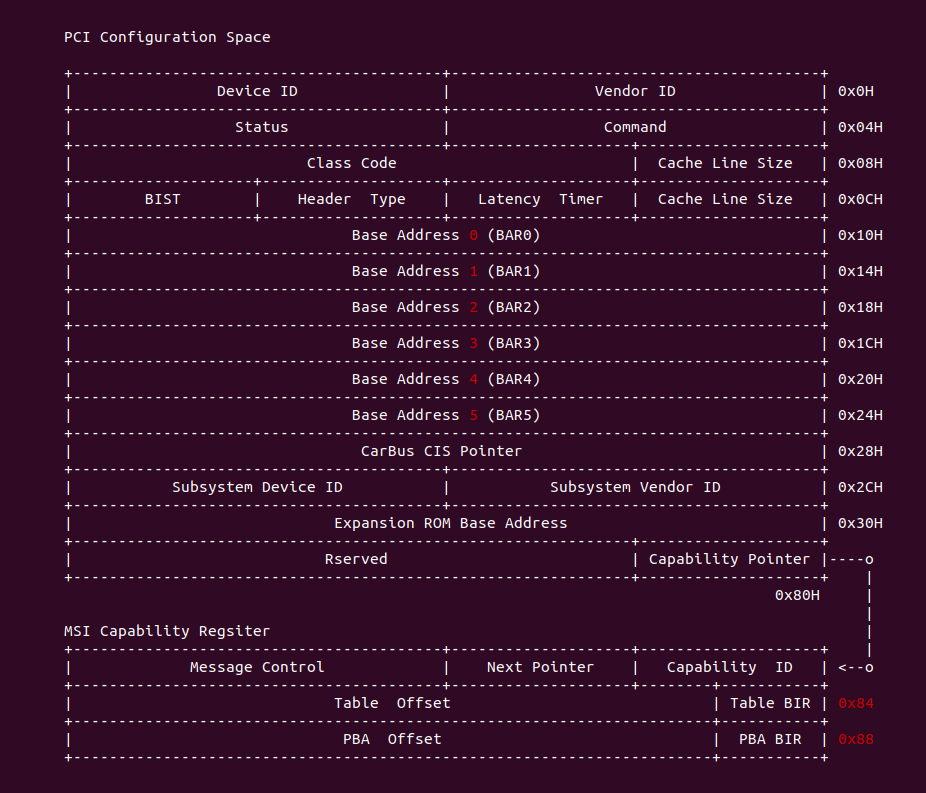 PCI Configuration Space
Device ID | Vendor ID | 0x0H
Status | Command | 0x04H
Class Code | Cache Line Size | 0x08H
BIST | Header Type | Latency Timer | Cache Line Size | 0x0CH
Base Address 0 (BAR0) | 0x10H
Base Address 1 (BAR1) | 0x14H
Base Address 2 (BAR2) | 0x18H
Base Address 3 (BAR3) | 0x1CH
Base Address 4 (BAR4) | 0x20H
Base Address 5 (BAR5) | 0x24H
CarBus CIS Pointer | 0x28H
Subsystem Device ID | Subsystem Vendor ID | 0x2CH
Expansion ROM Base Address | 0x30H
Rserved | Capability Pointer |----o
0x80H
MSI Capability Regsiter
Message Control | Next Pointer | Capability ID | <--o
Table Offset | Table BIR | 0x84
PBA Offset | PBA BIR | 0x88